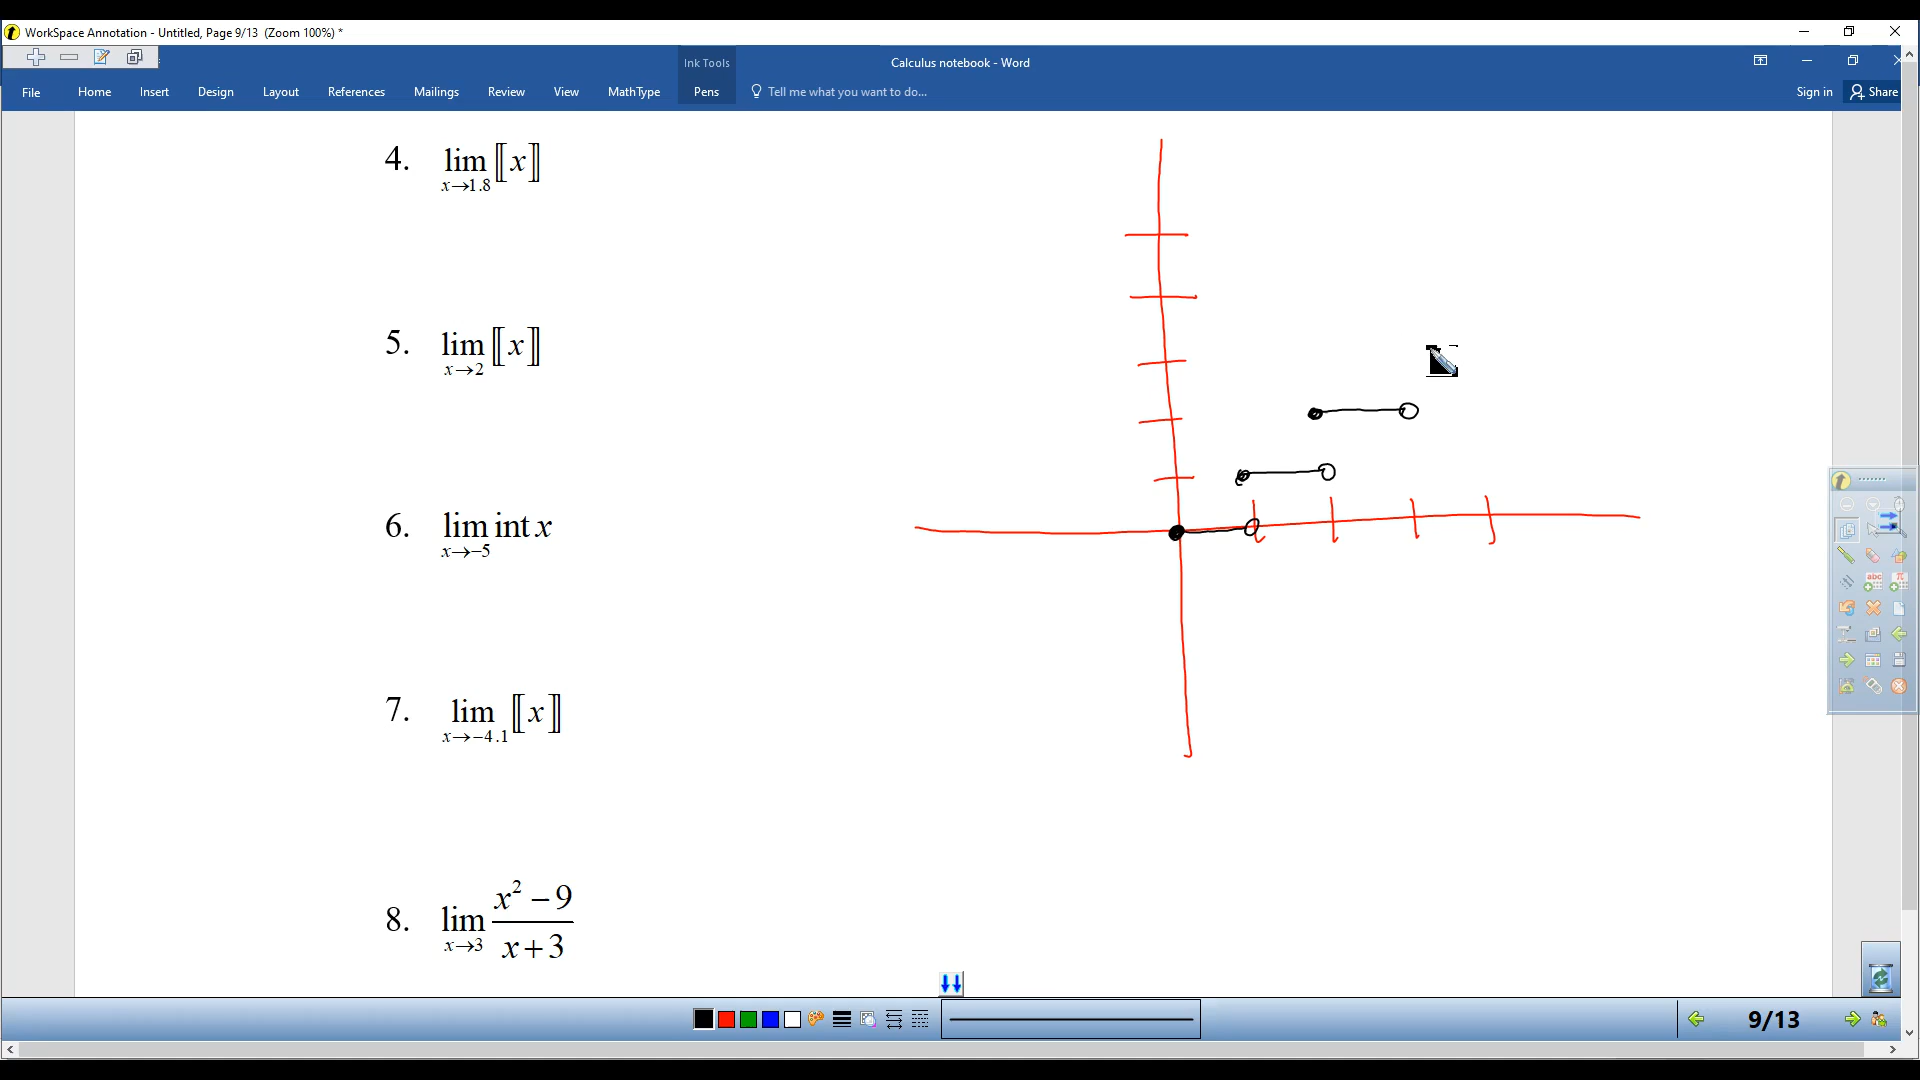 WorkSpace Annotation - Untitled, Page 9/13 (Zoom 100%) *
Ink Tools
Calculus notebook - Word
File Home Insert Design Layout References Mailings Review View MathType Pens Tell me what you want to do... Sign in Share
4. lim x→1.8 ⟦x⟧
5. lim x→2 ⟦x⟧
6. lim x→−5 int x
7. lim x→−4.1 ⟦x⟧
8. lim x→3 (x² − 9)/(x + 3)
abc
π
9/13